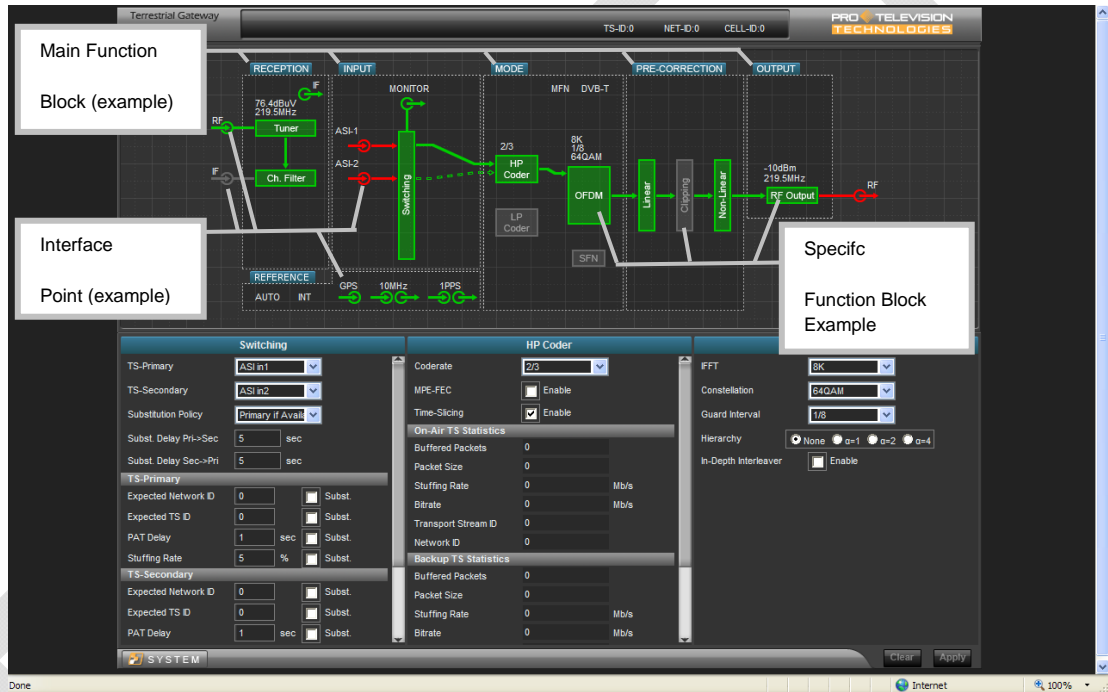 Terrestrial Gateway
TS-ID:0 NET-ID:0 CELL-ID:0
PRO TELEVISION
TECHNOLOGIES
Main Function
Block (example)
RECEPTION INPUT MODE PRE-CORRECTION OUTPUT
IF
MONITOR
MFN DVB-T
76.4dBuV
219.5MHz
RF
Tuner
ASI-1
8K
1/8
64QAM
2/3
HP
Coder
ASI-2
IF
Ch. Filter
Switching
OFDM
Linear
Clipping
Non-Linear
-10dBm
219.5MHz
RF Output
RF
LP
Coder
SFN
Interface
Point (example)
Specifc
Function Block
Example
REFERENCE
AUTO INT
GPS 10MHz 1PPS
Switching
TS-Primary ASI in1
TS-Secondary ASI in2
Substitution Policy Primary if Availa
Subst. Delay Pri->Sec 5 sec
Subst. Delay Sec->Pri 5 sec
TS-Primary
Expected Network ID 0 Subst.
Expected TS ID 0 Subst.
PAT Delay 1 sec Subst.
Stuffing Rate 5 % Subst.
TS-Secondary
Expected Network ID 0 Subst.
Expected TS ID 0 Subst.
PAT Delay 1 sec Subst.
HP Coder
Coderate 2/3
MPE-FEC Enable
Time-Slicing Enable
On-Air TS Statistics
Buffered Packets 0
Packet Size 0
Stuffing Rate 0 Mb/s
Bitrate 0 Mb/s
Transport Stream ID 0
Network ID 0
Backup TS Statistics
Buffered Packets 0
Packet Size 0
Stuffing Rate 0 Mb/s
Bitrate 0 Mb/s
IFFT 8K
Constellation 64QAM
Guard Interval 1/8
Hierarchy None α=1 α=2 α=4
In-Depth Interleaver Enable
SYSTEM
Clear Apply
Done
Internet
100%